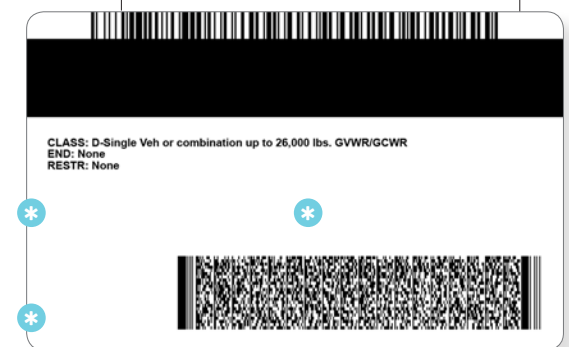 CLASS: D-Single Veh or combination up to 26,000 lbs. GVWR/GCWR
END: None
RESTR: None